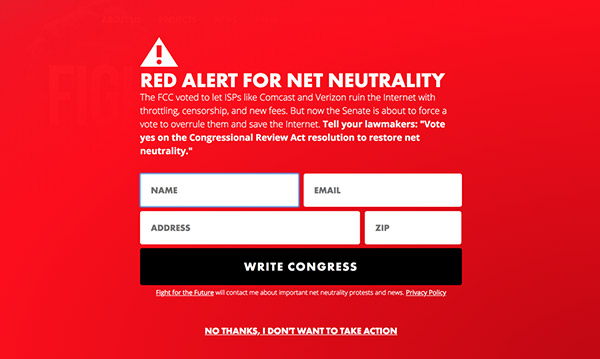 RED ALERT FOR NET NEUTRALITY
The FCC voted to let ISPs like Comcast and Verizon ruin the Internet with
throttling, censorship, and new fees. But now the Senate is about to force a
vote to overrule them and save the Internet. Tell your lawmakers: "Vote
yes on the Congressional Review Act resolution to restore net
neutrality."
NAME
EMAIL
ADDRESS
ZIP
WRITE CONGRESS
Fight for the Future will contact me about important net neutrality protests and news. Privacy Policy
NO THANKS, I DON'T WANT TO TAKE ACTION